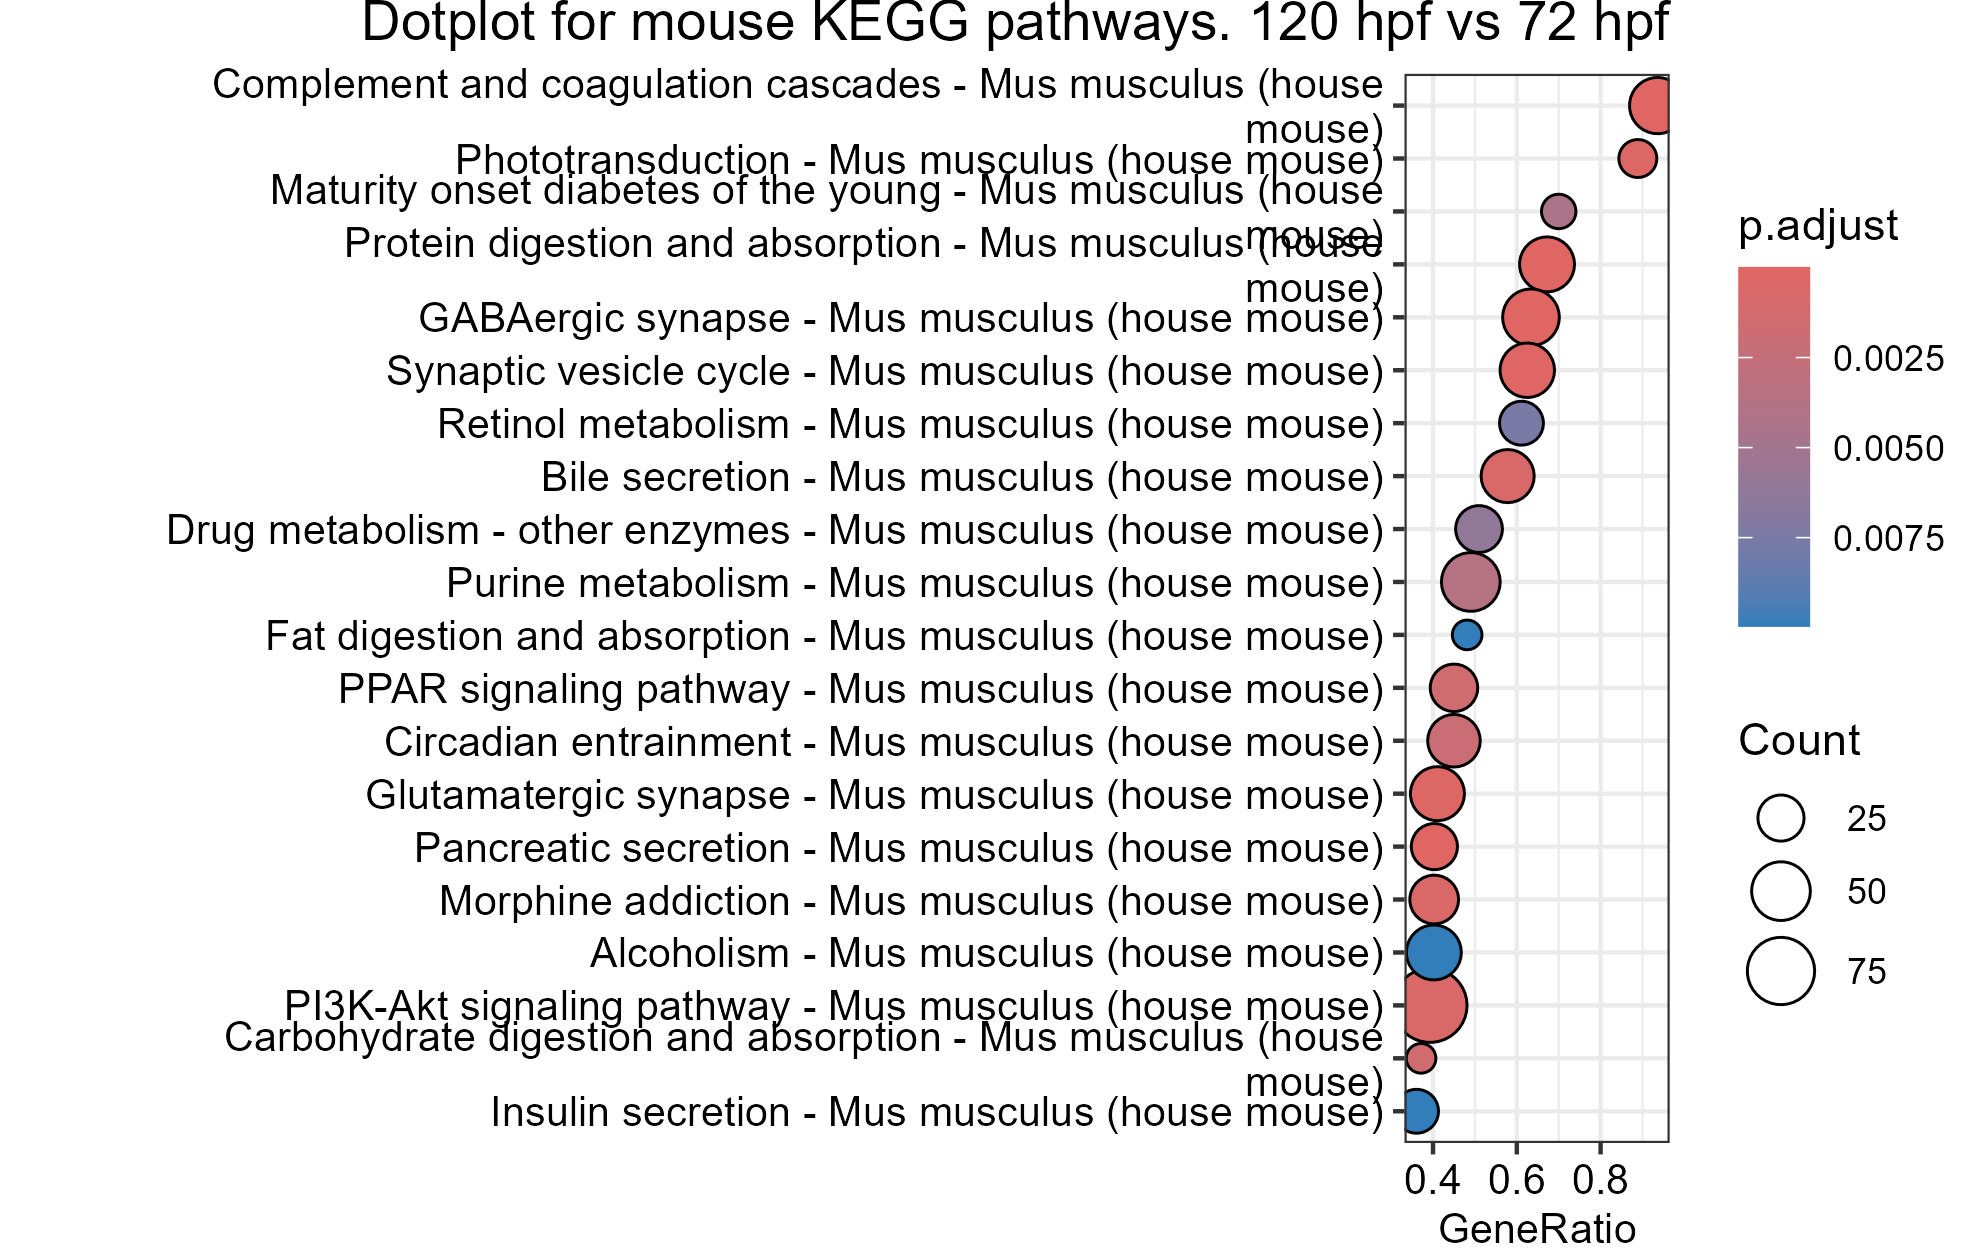 Dotplot for mouse KEGG pathways. 120 hpf vs 72 hpf
Complement and coagulation cascades - Mus musculus (house
mouse)
Phototransduction - Mus musculus (house mouse)
Maturity onset diabetes of the young - Mus musculus (house
mouse)
Protein digestion and absorption - Mus musculus (house
mouse)
GABAergic synapse - Mus musculus (house mouse)
Synaptic vesicle cycle - Mus musculus (house mouse)
Retinol metabolism - Mus musculus (house mouse)
Bile secretion - Mus musculus (house mouse)
Drug metabolism - other enzymes - Mus musculus (house mouse)
Purine metabolism - Mus musculus (house mouse)
Fat digestion and absorption - Mus musculus (house mouse)
PPAR signaling pathway - Mus musculus (house mouse)
Circadian entrainment - Mus musculus (house mouse)
Glutamatergic synapse - Mus musculus (house mouse)
Pancreatic secretion - Mus musculus (house mouse)
Morphine addiction - Mus musculus (house mouse)
Alcoholism - Mus musculus (house mouse)
PI3K-Akt signaling pathway - Mus musculus (house mouse)
Carbohydrate digestion and absorption - Mus musculus (house
mouse)
Insulin secretion - Mus musculus (house mouse)
0.4 0.6 0.8
GeneRatio
p.adjust
0.0025
0.0050
0.0075
Count
25
50
75